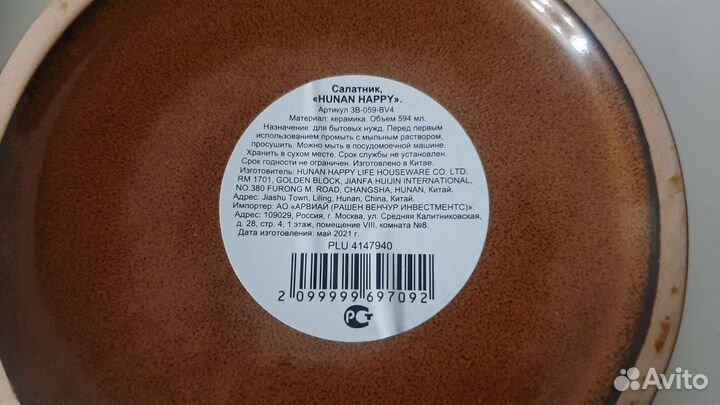 Салатник,
«HUNAN HAPPY».
Артикул 3B-059-BV4
Материал: керамика. Объем 594 мл.
Назначение: для бытовых нужд. Перед первым
использованием промыть с мыльным раствором,
просушить. Можно мыть в посудомоечной машине.
Хранить в сухом месте. Срок службы не установлен.
Срок годности не ограничен. Изготовлено в Китае.
Изготовитель: HUNAN HAPPY LIFE HOUSEWARE CO. LTD.
RM 1701, GOLDEN BLOCK, JIANFA HUIJIN INTERNATIONAL,
NO.380 FURONG M. ROAD, CHANGSHA, HUNAN, Китай.
Адрес: Jiashu Town, Liling, Hunan, China, Китай.
Импортер: АО «АРВИАЙ (РАШЕН ВЕНЧУР ИНВЕСТМЕНТС)».
Адрес: 109029, Россия, г. Москва, ул. Средняя Калитниковская,
д. 28, стр. 4, 1 этаж, помещение VIII, комната №8.
Дата изготовления: май 2021 г.
PLU 4147940
2 099999 697092
РСТ
Avito